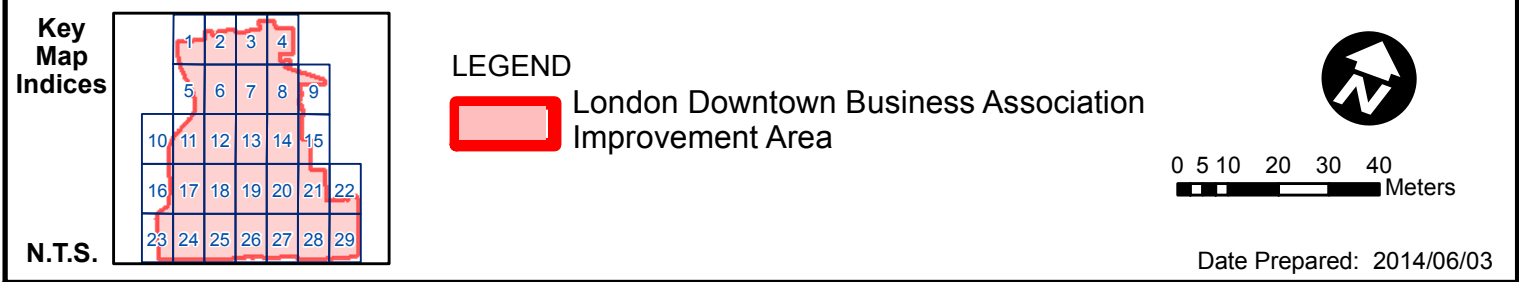 Key
Map
Indices
N.T.S.
1 2 3 4
5 6 7 8 9
10 11 12 13 14 15
16 17 18 19 20 21 22
23 24 25 26 27 28 29
LEGEND
London Downtown Business Association
Improvement Area
N
0 5 10 20 30 40
Meters
Date Prepared: 2014/06/03